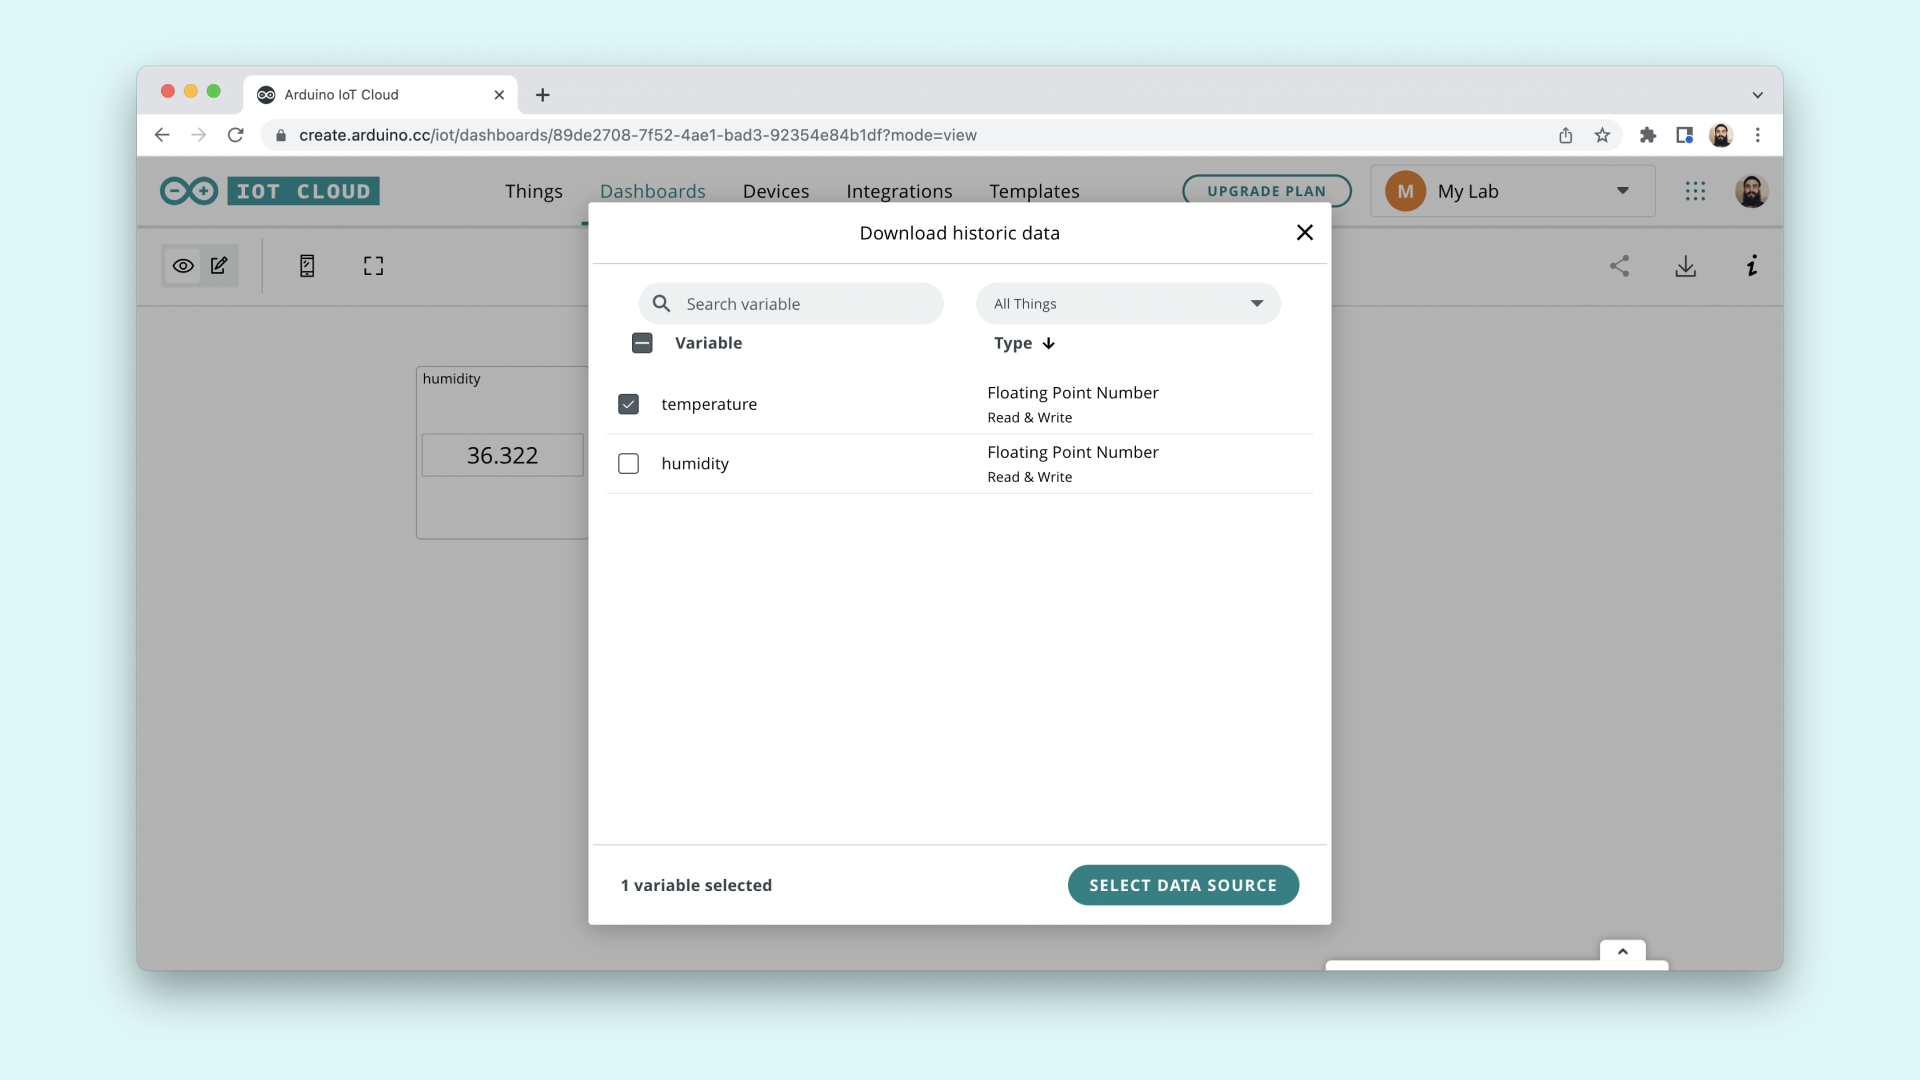 Arduino IoT Cloud
create.arduino.cc/iot/dashboards/89de2708-7f52-4ae1-bad3-92354e84b1df?mode=view
IOT CLOUD
Things
Dashboards
Devices
Integrations
Templates
UPGRADE PLAN
M
My Lab
Download historic data
Search variable
All Things
Variable
Type
temperature
Floating Point Number
Read & Write
humidity
Floating Point Number
Read & Write
humidity
36.322
1 variable selected
SELECT DATA SOURCE